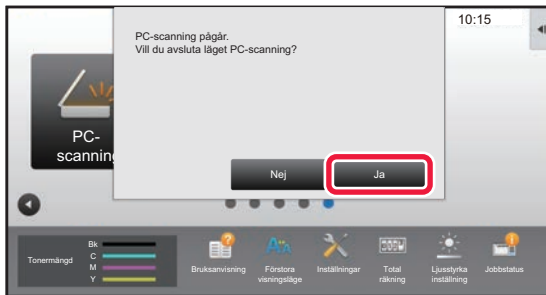 10:15
PC-scanning pågår.
Vill du avsluta läget PC-scanning?
PC-
scanning
Nej
Ja
Tonermängd
Bk
C
M
Y
Bruksanvisning
Förstora
visningsläge
Inställningar
Total
räkning
Ljusstyrka
inställning
Jobbstatus